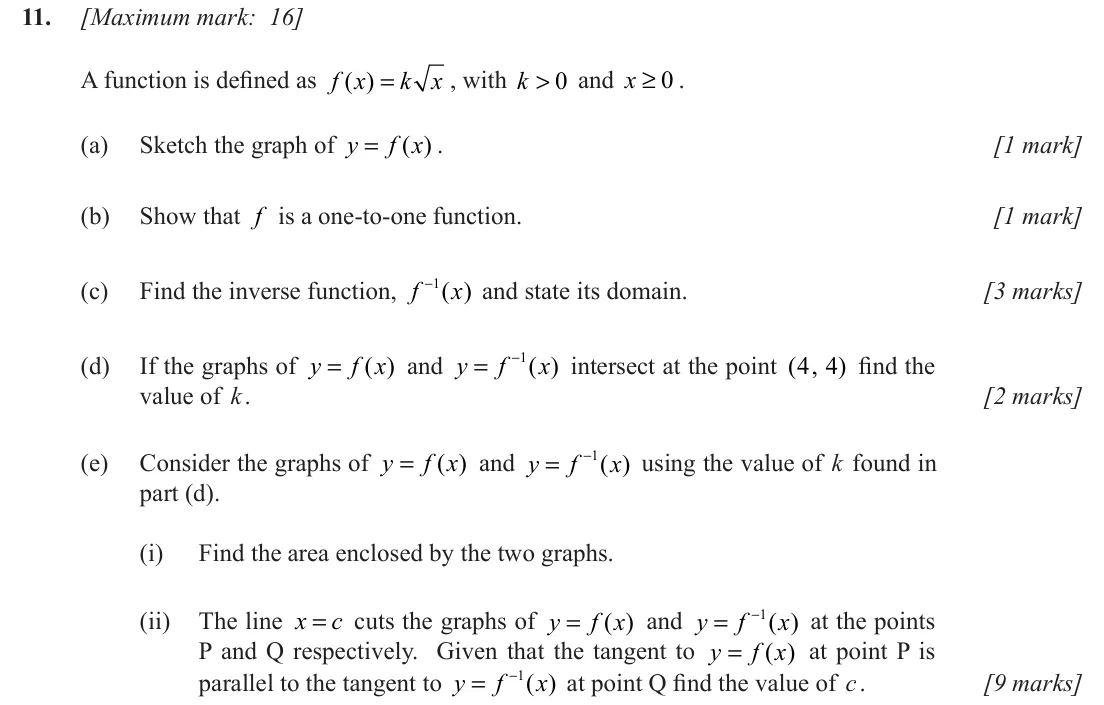 11. [Maximum mark: 16]
A function is defined as f(x) = k√x , with k > 0 and x ≥ 0 .
(a) Sketch the graph of y = f(x) . [1 mark]
(b) Show that f is a one-to-one function. [1 mark]
(c) Find the inverse function, f⁻¹(x) and state its domain. [3 marks]
(d) If the graphs of y = f(x) and y = f⁻¹(x) intersect at the point (4, 4) find the
value of k . [2 marks]
(e) Consider the graphs of y = f(x) and y = f⁻¹(x) using the value of k found in
part (d).
(i) Find the area enclosed by the two graphs.
(ii) The line x = c cuts the graphs of y = f(x) and y = f⁻¹(x) at the points
P and Q respectively. Given that the tangent to y = f(x) at point P is
parallel to the tangent to y = f⁻¹(x) at point Q find the value of c . [9 marks]